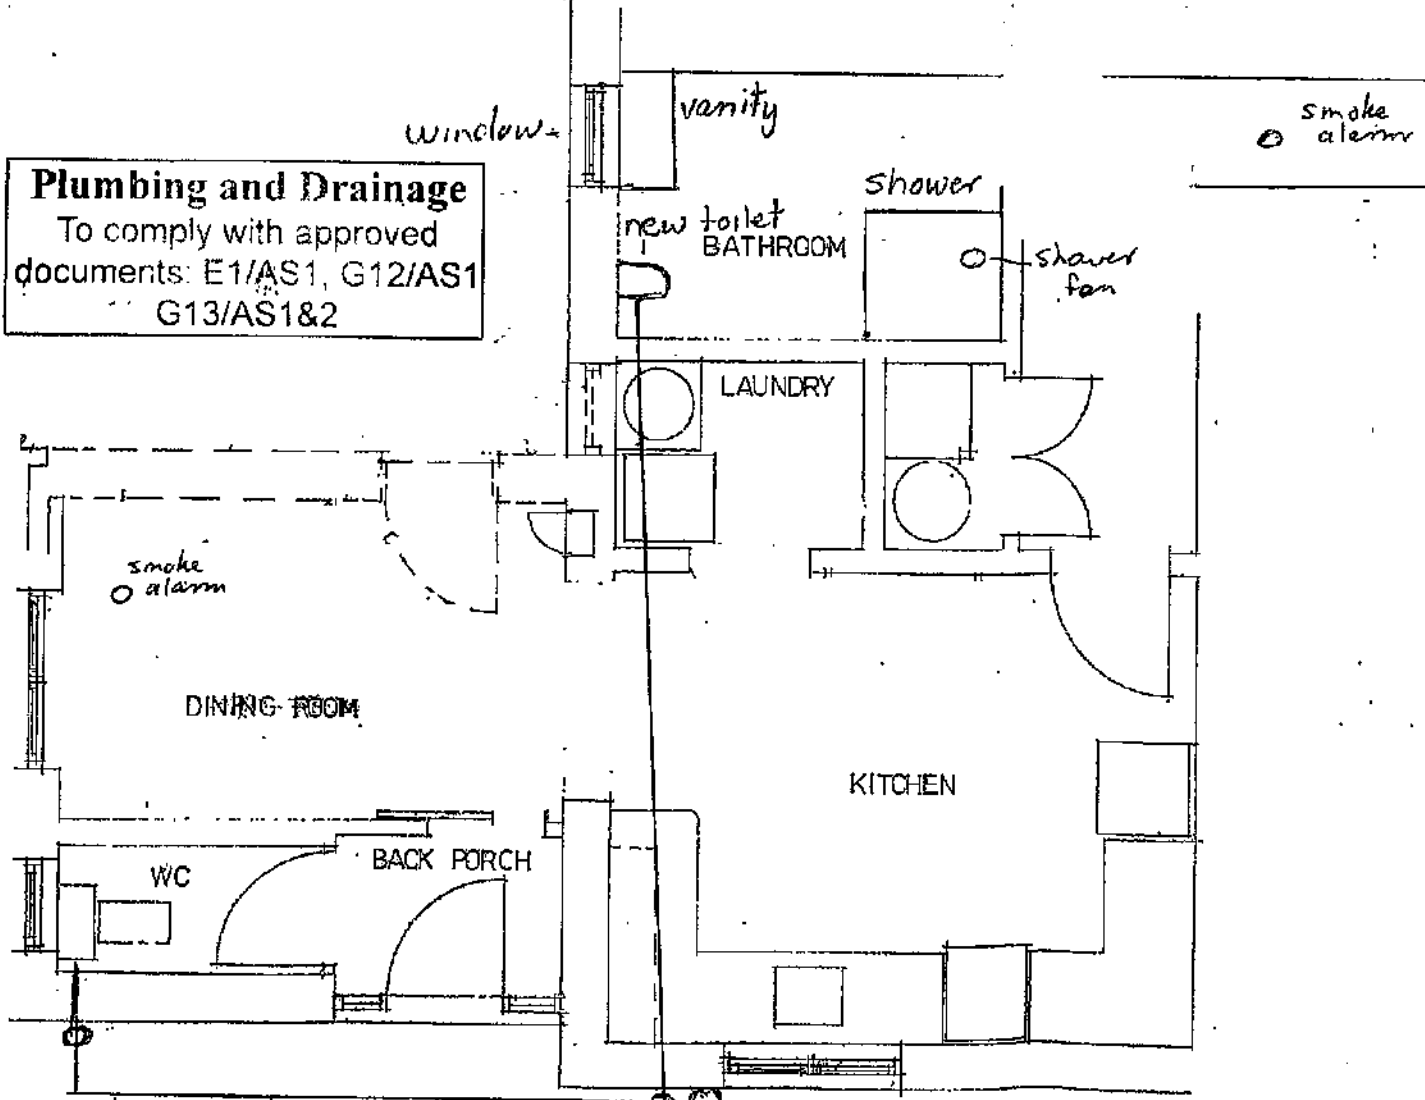 vanity
window
smoke
alarm
Plumbing and Drainage
To comply with approved
documents: E1/AS1, G12/AS1
G13/AS1&2
shower
new toilet
BATHROOM
shower
fan
LAUNDRY
smoke
alarm
DINING ROOM
KITCHEN
BACK PORCH
WC